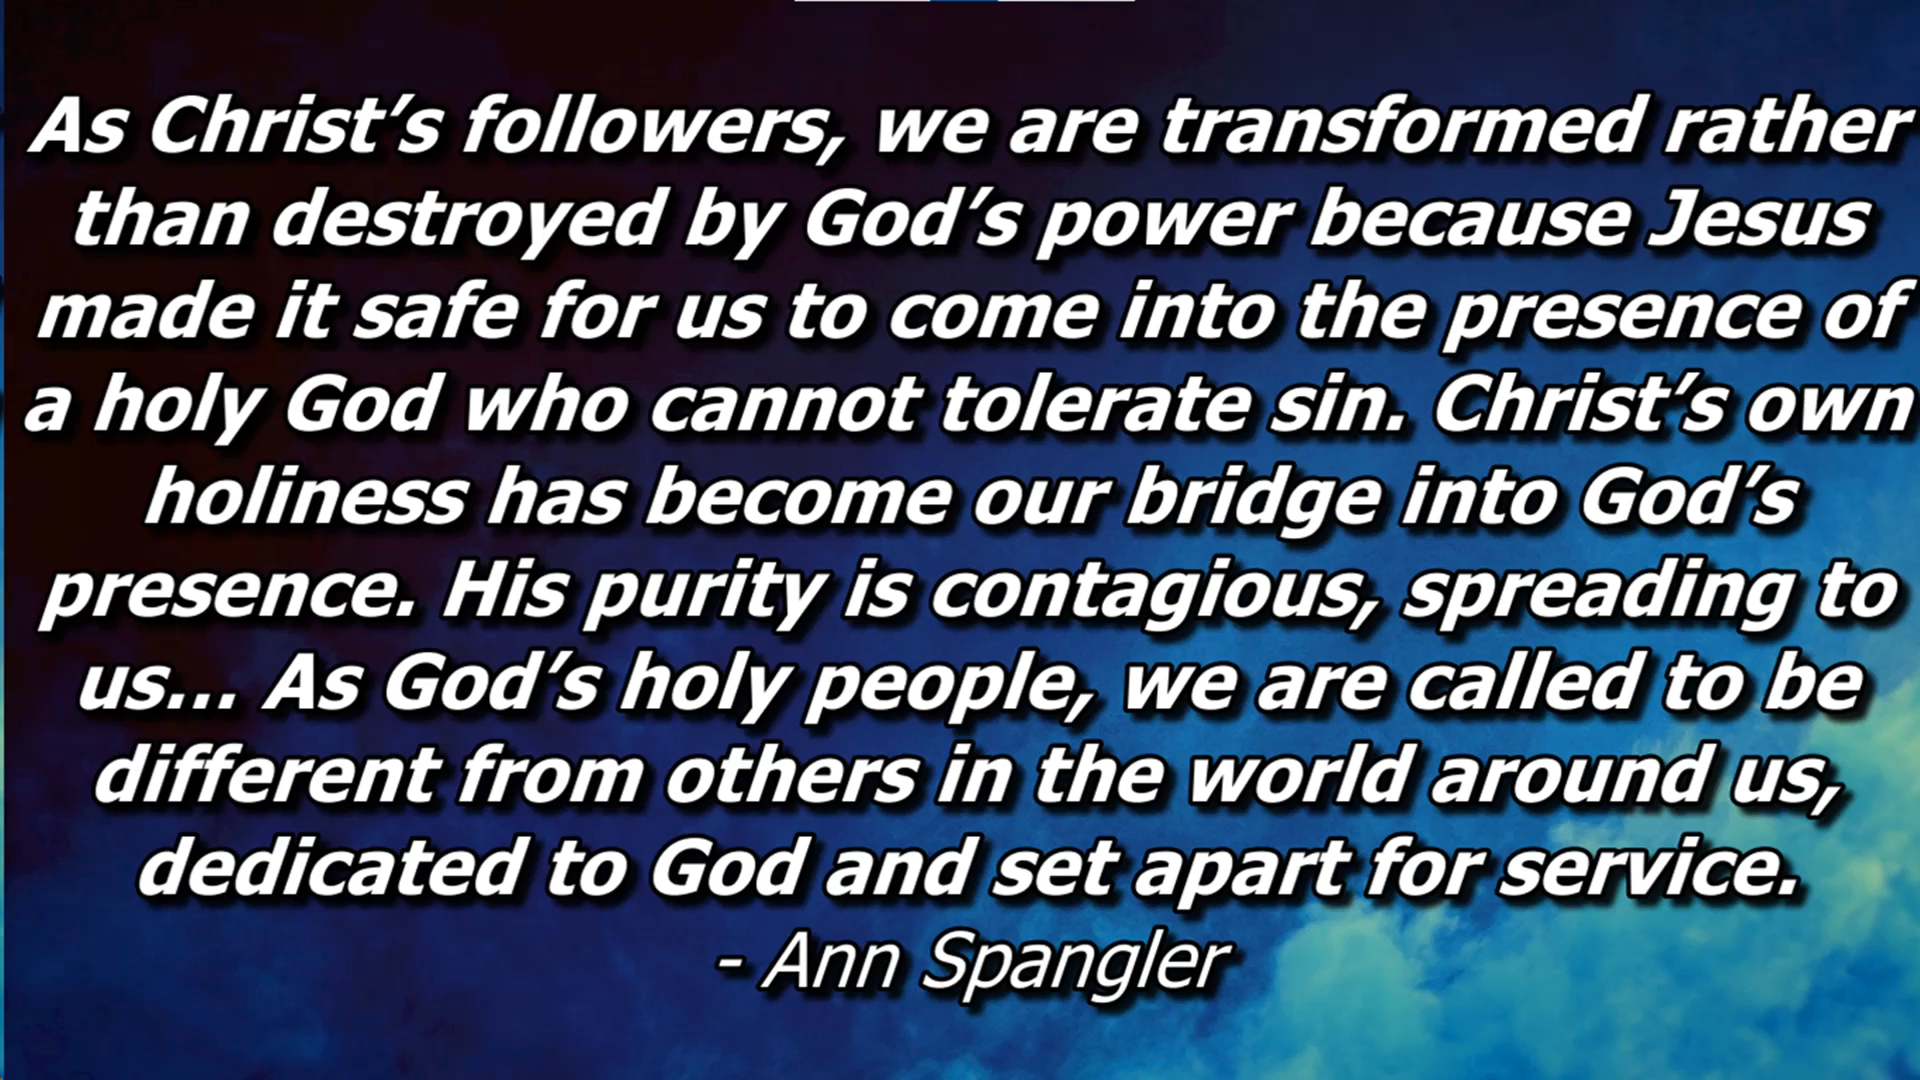 As Christ’s followers, we are transformed rather
than destroyed by God’s power because Jesus
made it safe for us to come into the presence of
a holy God who cannot tolerate sin. Christ’s own
holiness has become our bridge into God’s
presence. His purity is contagious, spreading to
us... As God’s holy people, we are called to be
different from others in the world around us,
dedicated to God and set apart for service.
- Ann Spangler